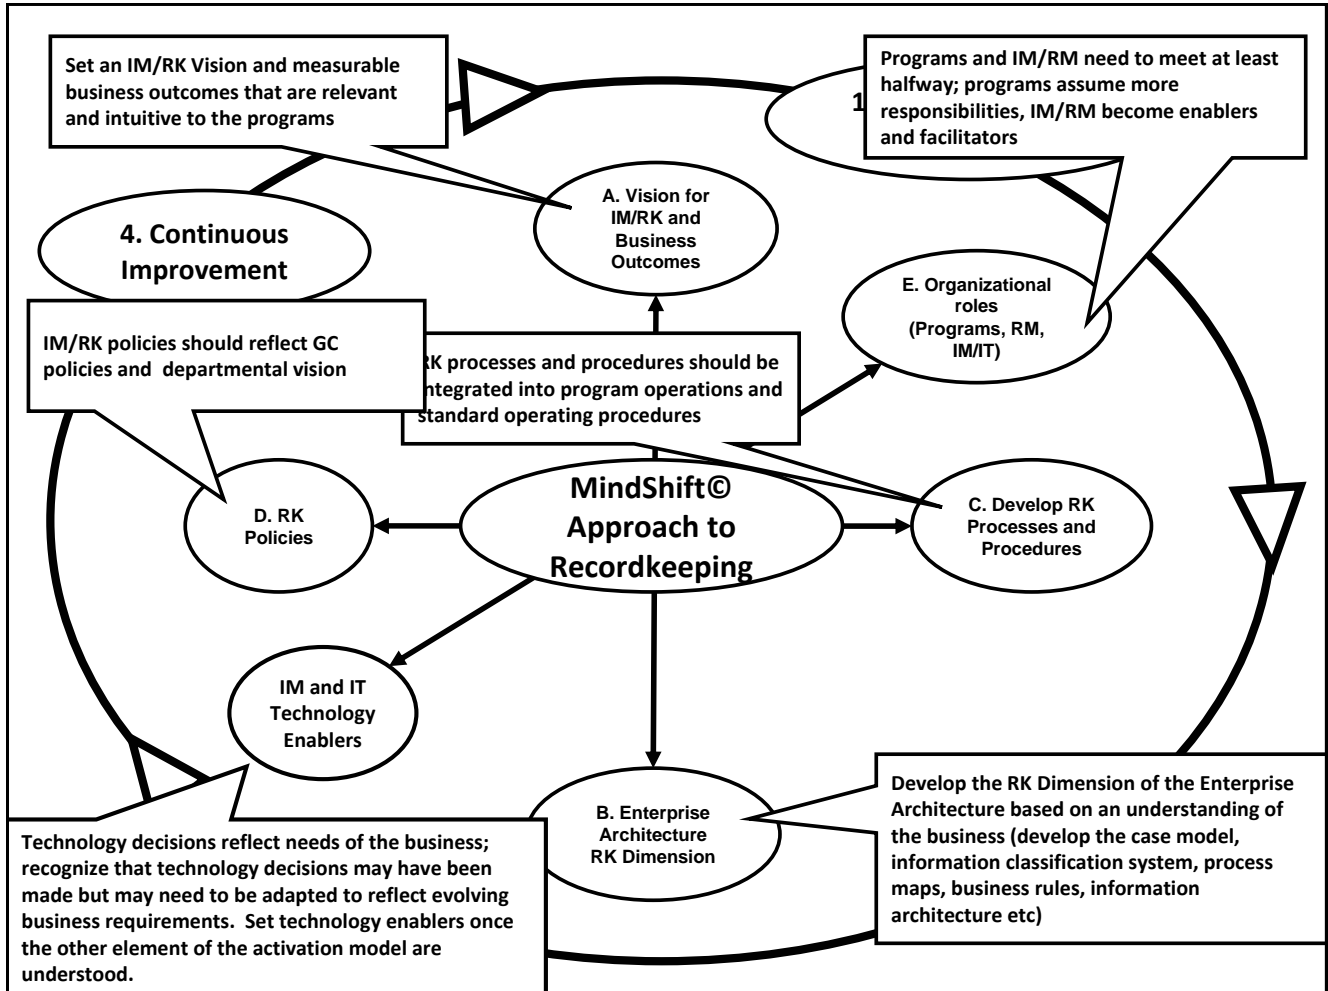 Set an IM/RK Vision and measurable
business outcomes that are relevant
and intuitive to the programs
Programs and IM/RM need to meet at least
halfway; programs assume more
responsibilities, IM/RM become enablers
and facilitators
1
A. Vision for
IM/RK and
Business
Outcomes
4. Continuous
Improvement
E. Organizational
roles
(Programs, RM,
IM/IT)
IM/RK policies should reflect GC
policies and departmental vision
RK processes and procedures should be
integrated into program operations and
standard operating procedures
MindShift©
Approach to
Recordkeeping
D. RK
Policies
C. Develop RK
Processes and
Procedures
IM and IT
Technology
Enablers
B. Enterprise
Architecture
RK Dimension
Develop the RK Dimension of the Enterprise
Architecture based on an understanding of
the business (develop the case model,
information classification system, process
maps, business rules, information
architecture etc)
Technology decisions reflect needs of the business;
recognize that technology decisions may have been
made but may need to be adapted to reflect evolving
business requirements.  Set technology enablers once
the other element of the activation model are
understood.